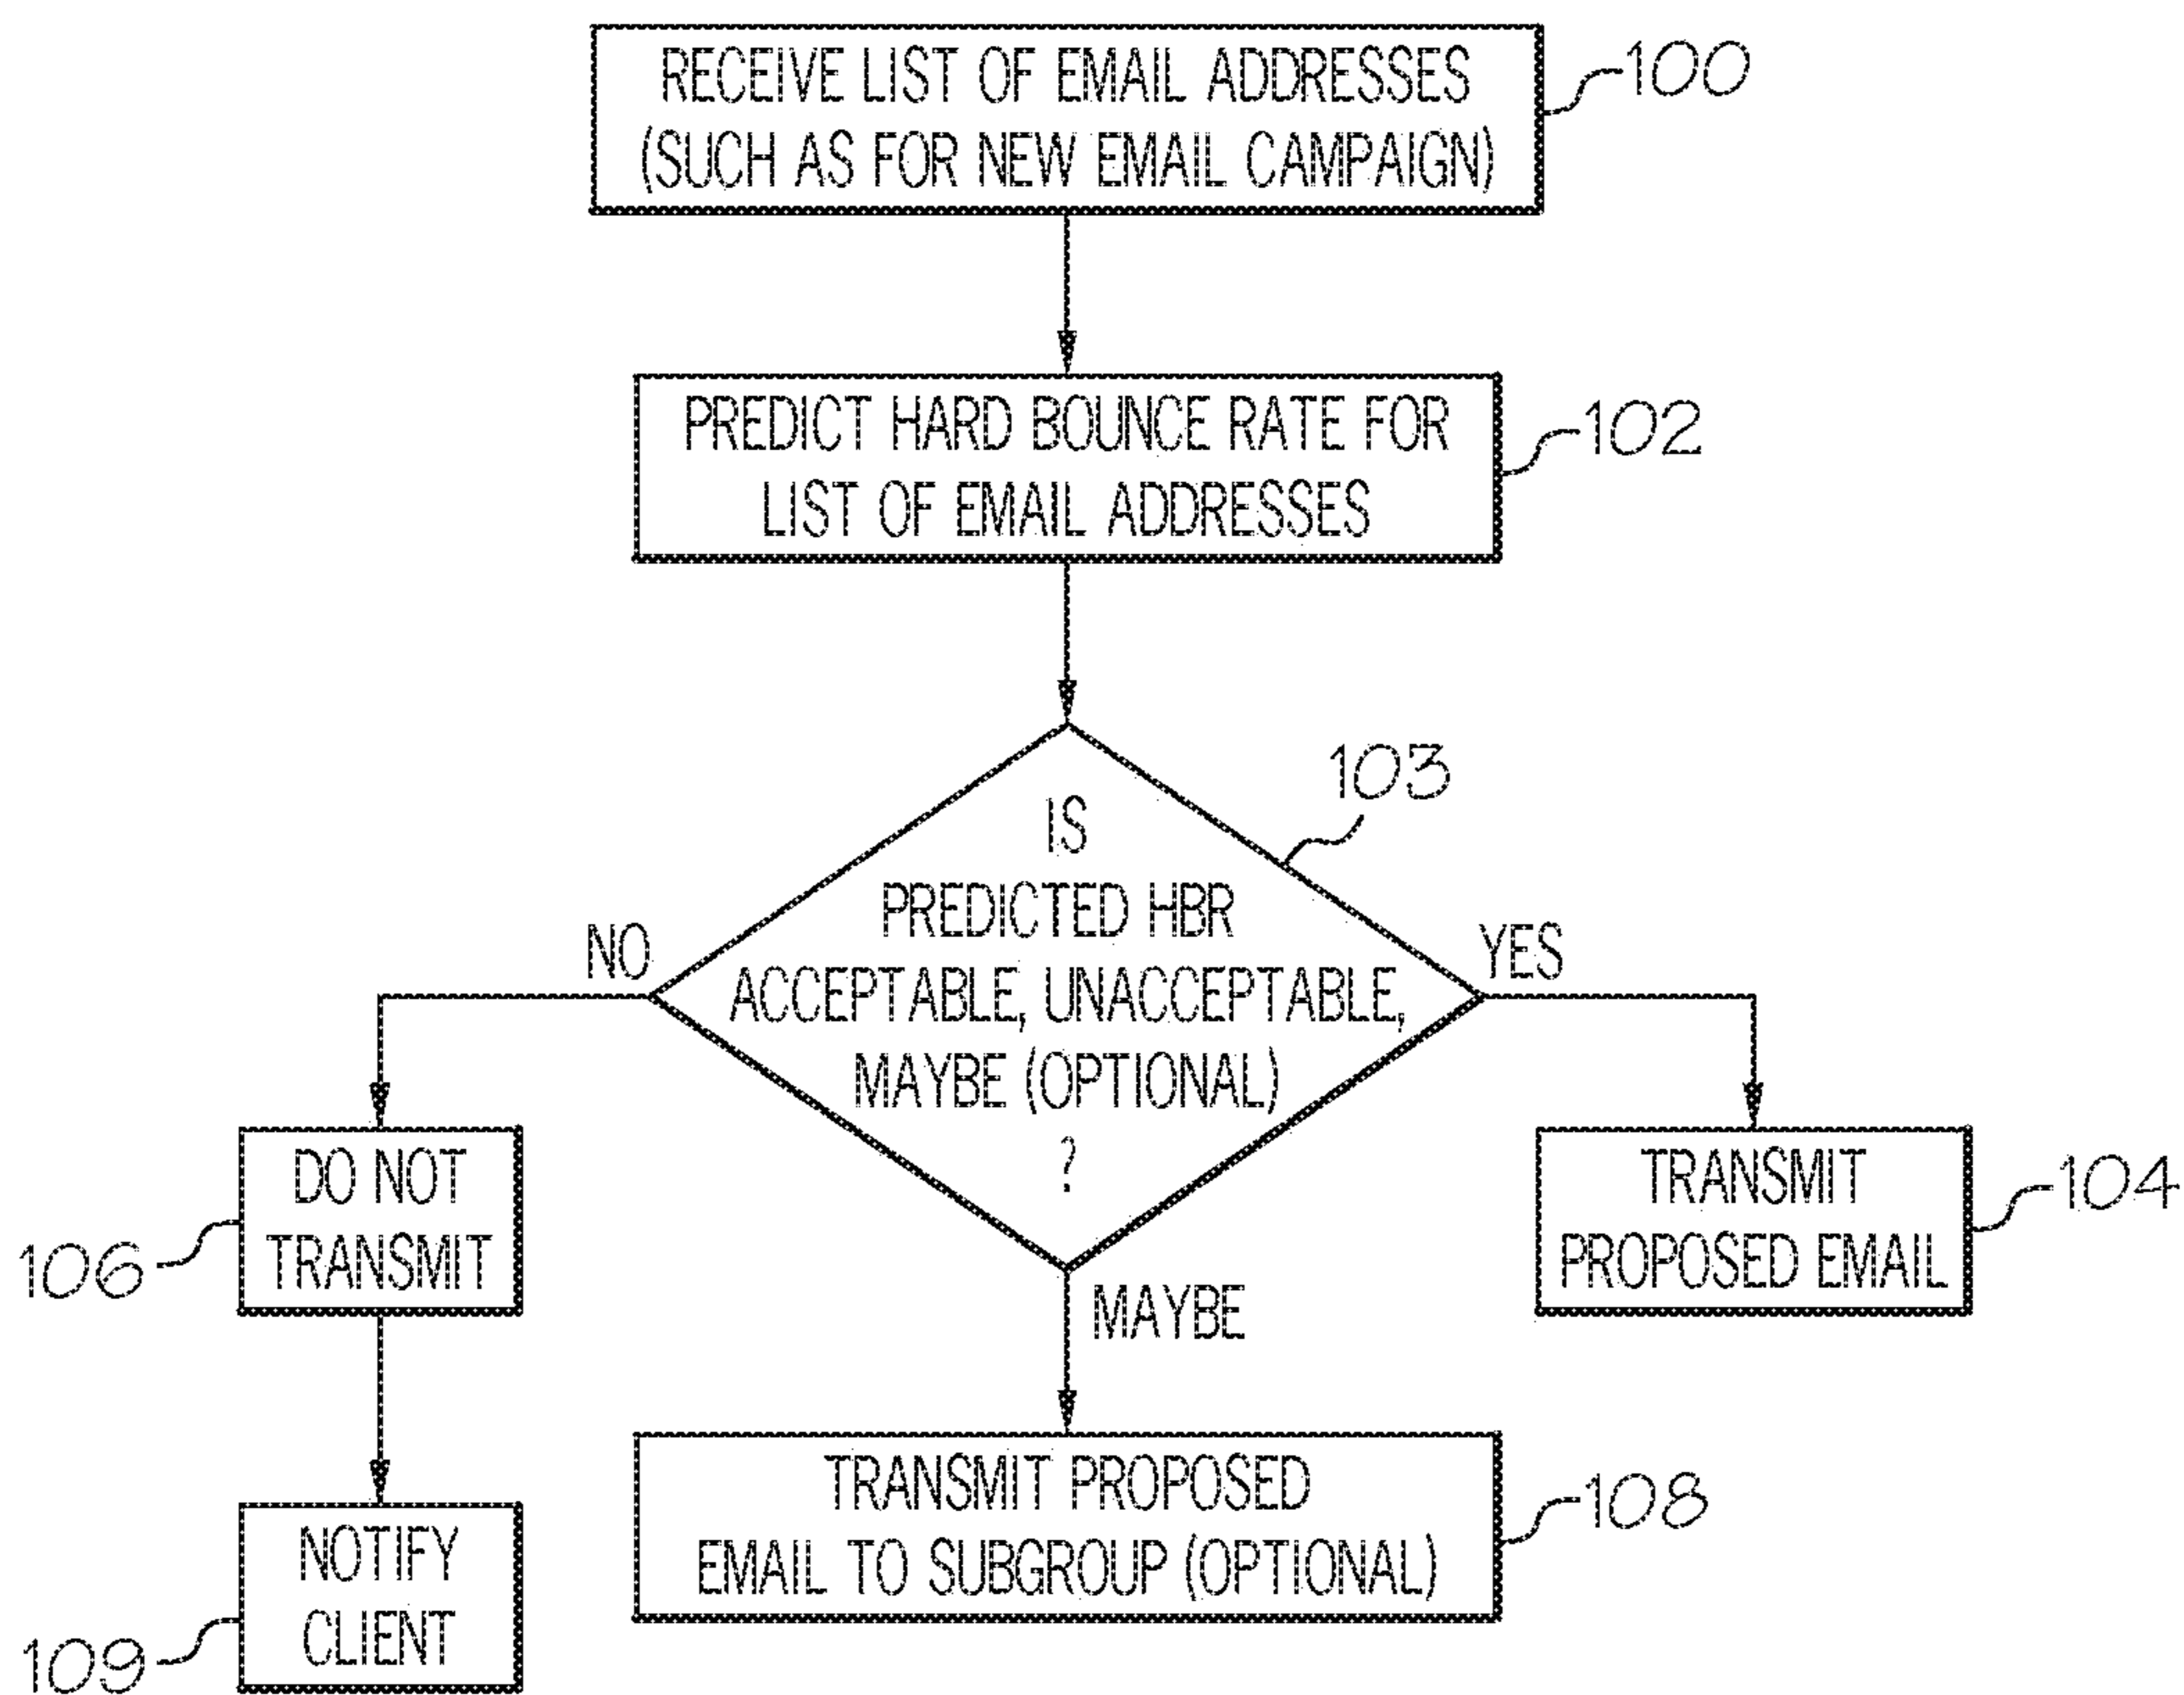 RECEIVE LIST OF EMAIL ADDRESSES
(SUCH AS FOR NEW EMAIL CAMPAIGN)
100
PREDICT HARD BOUNCE RATE FOR
LIST OF EMAIL ADDRESSES
102
103
IS
PREDICTED HBR
ACCEPTABLE, UNACCEPTABLE,
MAYBE (OPTIONAL)
?
NO
YES
MAYBE
DO NOT
TRANSMIT
106
TRANSMIT
PROPOSED EMAIL
104
TRANSMIT PROPOSED
EMAIL TO SUBGROUP (OPTIONAL)
108
NOTIFY
CLIENT
109